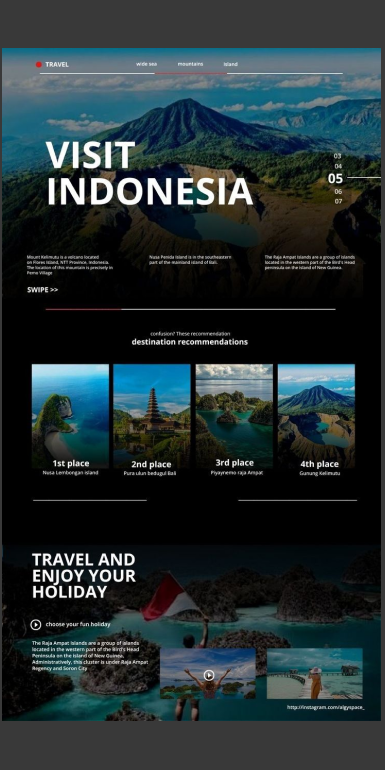 TRAVEL
wide sea
mountains
island
VISIT
INDONESIA
03
04
05
06
07
Mount Kelimutu is a volcano located
on Flores Island, NTT Province, Indonesia.
The location of this mountain is precisely in
Pemo Village
Nusa Penida Island is in the southeastern
part of the mainland island of Bali.
The Raja Ampat Islands are a group of islands
located in the western part of the Bird's Head
peninsula on the island of New Guinea.
SWIPE >>
confusion? These recommendation
destination recommendations
1st place
Nusa Lembongan island
2nd place
Pura ulun bedugul Bali
3rd place
Piyaynemo raja Ampat
4th place
Gunung Kelimutu
TRAVEL AND
ENJOY YOUR
HOLIDAY
choose your fun holiday
The Raja Ampat Islands are a group of islands
located in the western part of the Bird's Head
Peninsula on the island of New Guinea.
Administratively, this cluster is under Raja Ampat
Regency and Soron City
http://instagram.com/algyspace_